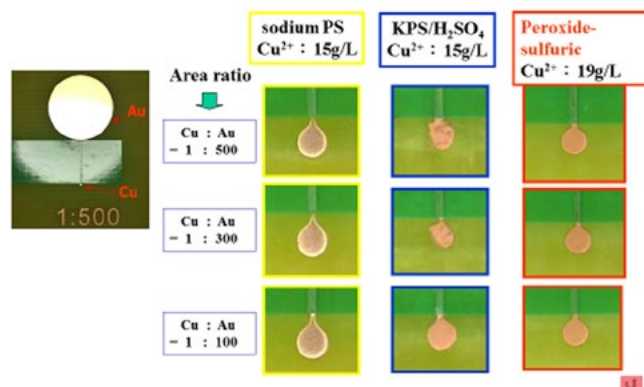 sodium PS
Cu²⁺ : 15g/L
KPS/H₂SO₄
Cu²⁺ : 15g/L
Peroxide-
sulfuric
Cu²⁺ : 19g/L
Area ratio
Au
Cu
1:500
Cu : Au
= 1 : 500
Cu : Au
= 1 : 300
Cu : Au
= 1 : 100